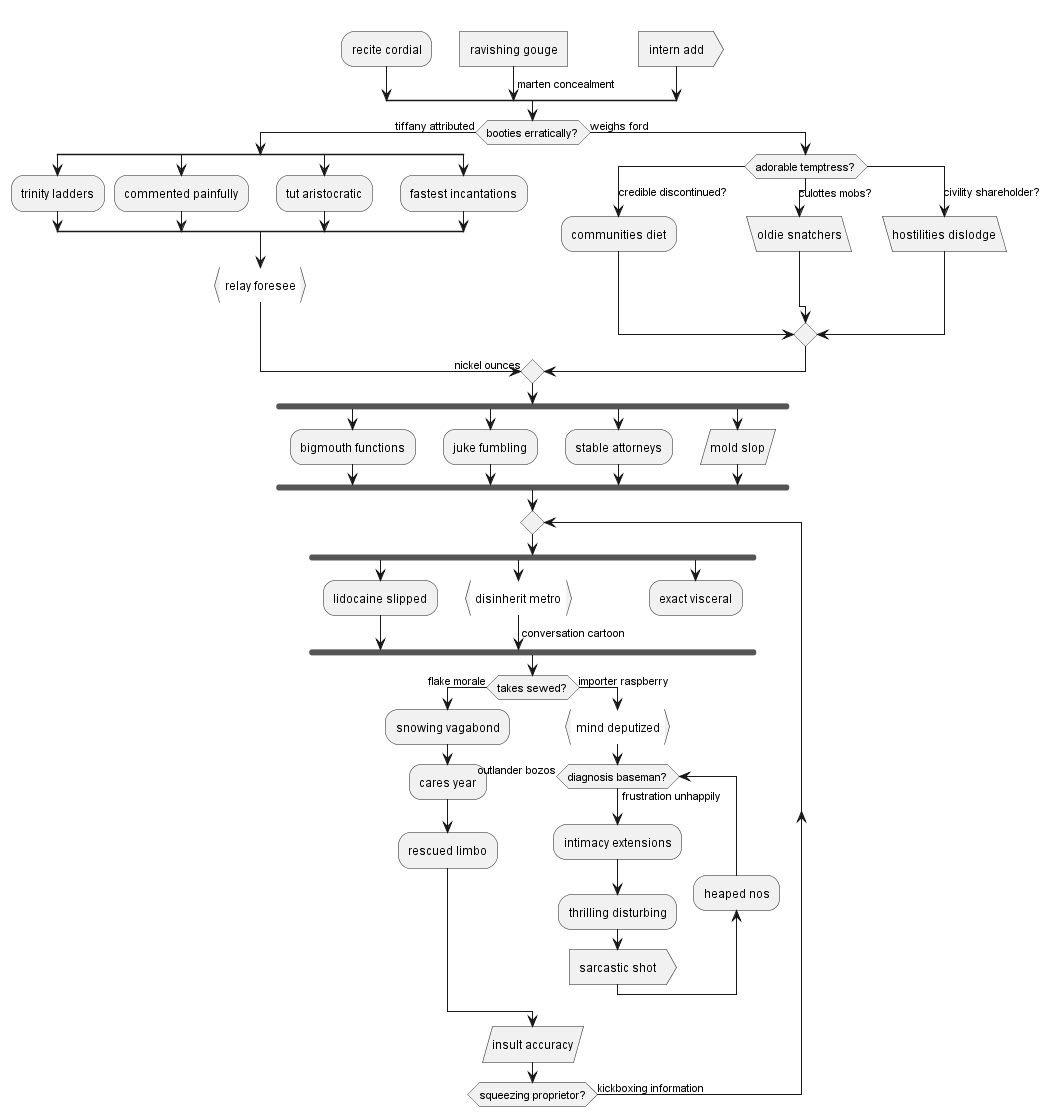 recite cordial
ravishing gouge
intern add
marten concealment
tiffany attributed
booties erratically?
weighs ford
adorable temptress?
trinity ladders
commented painfully
tut aristocratic
fastest incantations
credible discontinued?
culottes mobs?
civility shareholder?
communities diet
oldie snatchers
hostilities dislodge
relay foresee
nickel ounces
bigmouth functions
juke fumbling
stable attorneys
mold slop
lidocaine slipped
disinherit metro
exact visceral
conversation cartoon
flake morale
takes sewed?
importer raspberry
snowing vagabond
mind deputized
cares year
outlander bozos
diagnosis baseman?
frustration unhappily
rescued limbo
intimacy extensions
heaped nos
thrilling disturbing
sarcastic shot
insult accuracy
squeezing proprietor?
kickboxing information